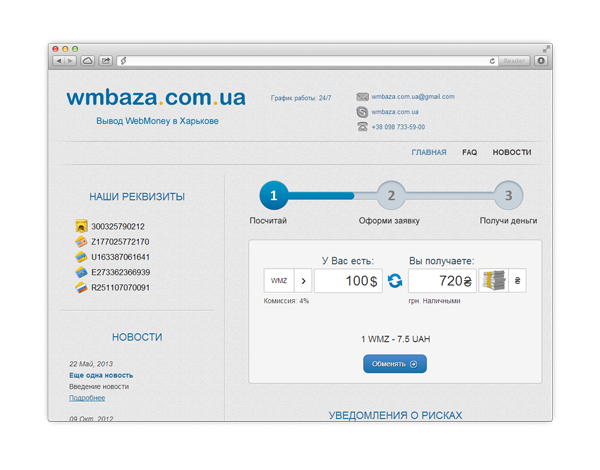 Reader
wmbaza.com.ua
Вывод WebMoney в Харькове
График работы: 24/7
wmbaza.com.ua@gmail.com
wmbaza.com.ua
+38 098 733-59-00
ГЛАВНАЯ FAQ НОВОСТИ
НАШИ РЕКВИЗИТЫ
300325790212
Z177025772170
U163387061641
E273362366939
R251107070091
НОВОСТИ
22 Май, 2013
Еще одна новость
Введение новости
Подробнее
09 Окт, 2012
1 2 3
Посчитай Оформи заявку Получи деньги
У Вас есть: Вы получаете:
WMZ 100$ 720₴ ₴
Комиссия: 4% грн. Наличными
1 WMZ - 7.5 UAH
Обменять
УВЕДОМЛЕНИЯ О РИСКАХ